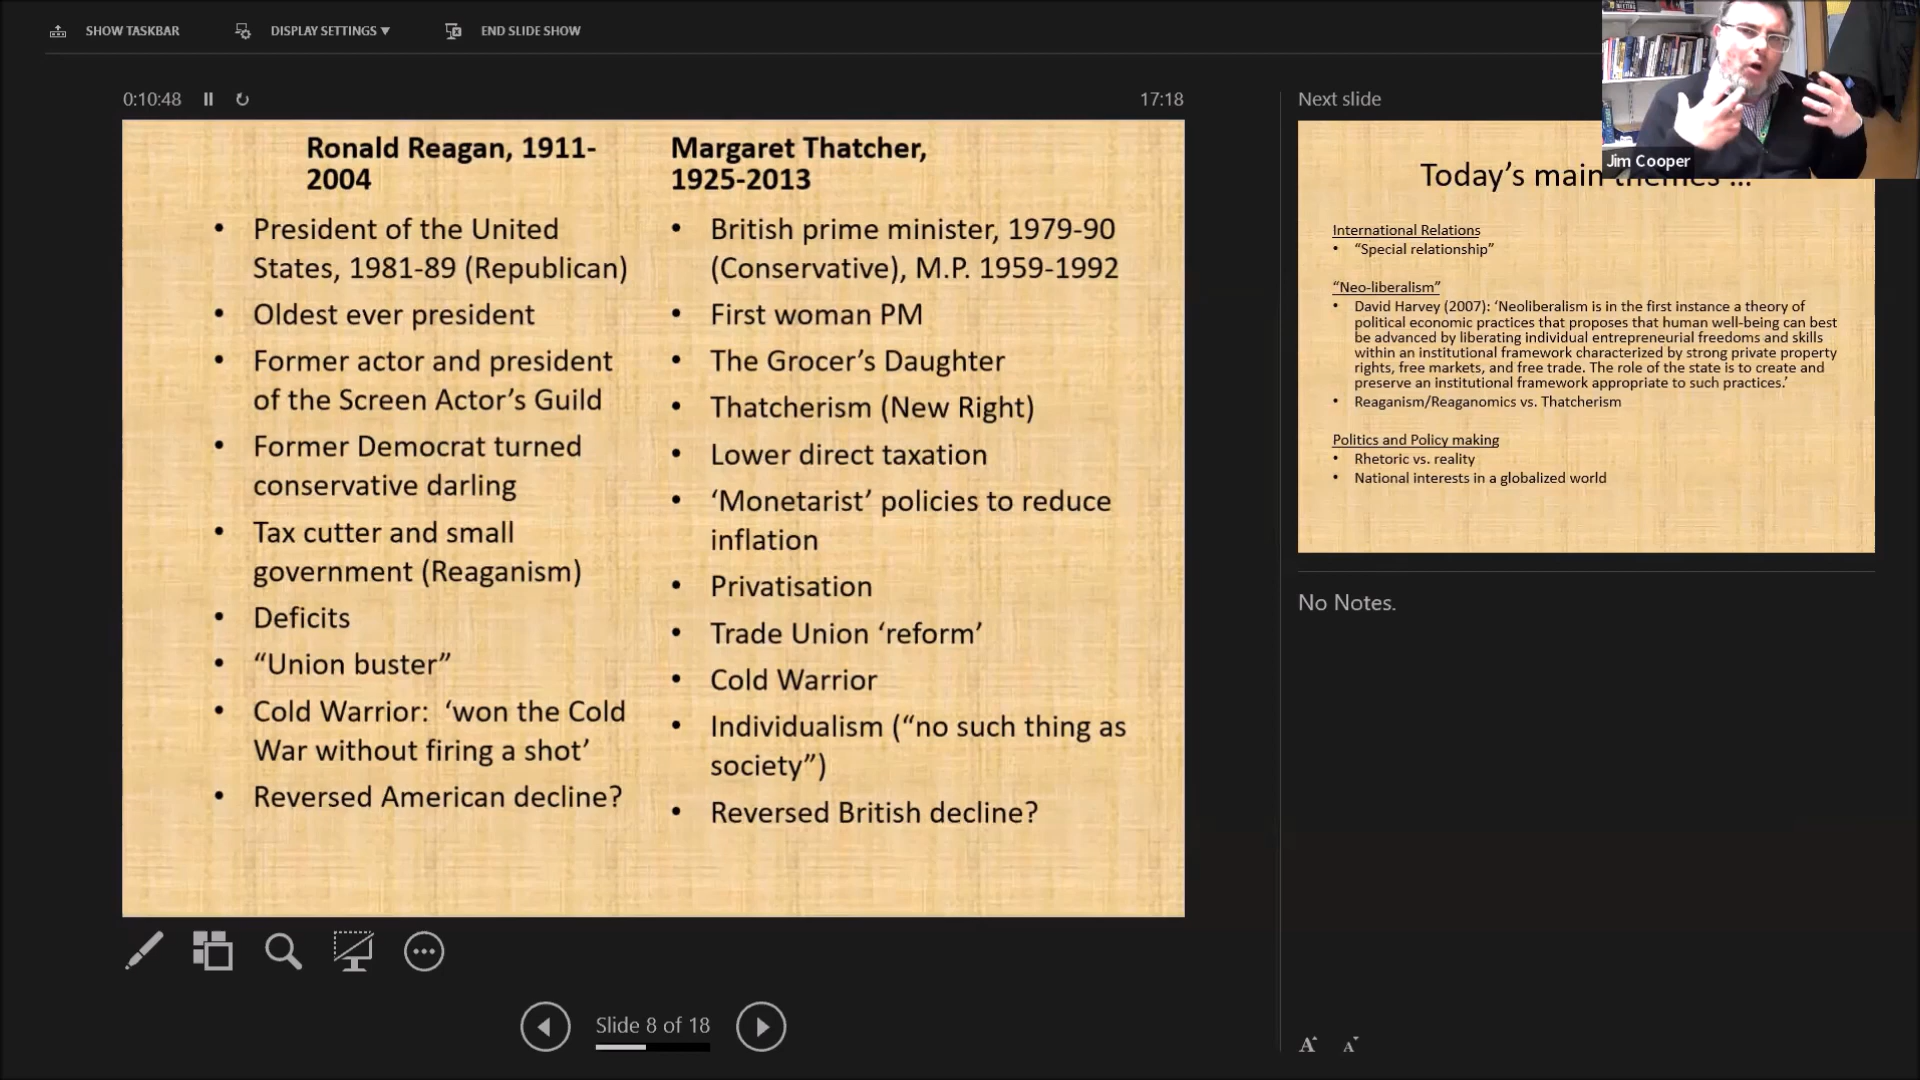 SHOW TASKBAR
DISPLAY SETTINGS ▼
END SLIDE SHOW
0:10:48
17:18
Ronald Reagan, 1911-
2004
• President of the United
States, 1981-89 (Republican)
• Oldest ever president
• Former actor and president
of the Screen Actor’s Guild
• Former Democrat turned
conservative darling
• Tax cutter and small
government (Reaganism)
• Deficits
• “Union buster”
• Cold Warrior: ‘won the Cold
War without firing a shot’
• Reversed American decline?
Margaret Thatcher,
1925-2013
• British prime minister, 1979-90
(Conservative), M.P. 1959-1992
• First woman PM
• The Grocer’s Daughter
• Thatcherism (New Right)
• Lower direct taxation
• ‘Monetarist’ policies to reduce
inflation
• Privatisation
• Trade Union ‘reform’
• Cold Warrior
• Individualism (“no such thing as
society”)
• Reversed British decline?
Slide 8 of 18
Next slide
Jim Cooper
Today’s main themes ...
International Relations
• “Special relationship”
“Neo-liberalism”
• David Harvey (2007): ‘Neoliberalism is in the first instance a theory of
political economic practices that proposes that human well-being can best
be advanced by liberating individual entrepreneurial freedoms and skills
within an institutional framework characterized by strong private property
rights, free markets, and free trade. The role of the state is to create and
preserve an institutional framework appropriate to such practices.’
• Reaganism/Reaganomics vs. Thatcherism
Politics and Policy making
• Rhetoric vs. reality
• National interests in a globalized world
No Notes.
A A